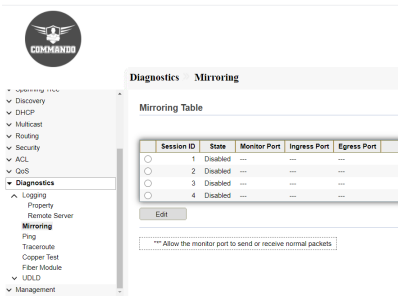 COMMANDO
Diagnostics Mirroring
Spanning Tree
Discovery
DHCP
Multicast
Routing
Security
ACL
QoS
Diagnostics
Logging
Property
Remote Server
Mirroring
Ping
Traceroute
Copper Test
Fiber Module
UDLD
Management
Mirroring Table
Session ID State Monitor Port Ingress Port Egress Port
1 Disabled --- --- ---
2 Disabled --- --- ---
3 Disabled --- --- ---
4 Disabled --- --- ---
Edit
"*" Allow the monitor port to send or receive normal packets